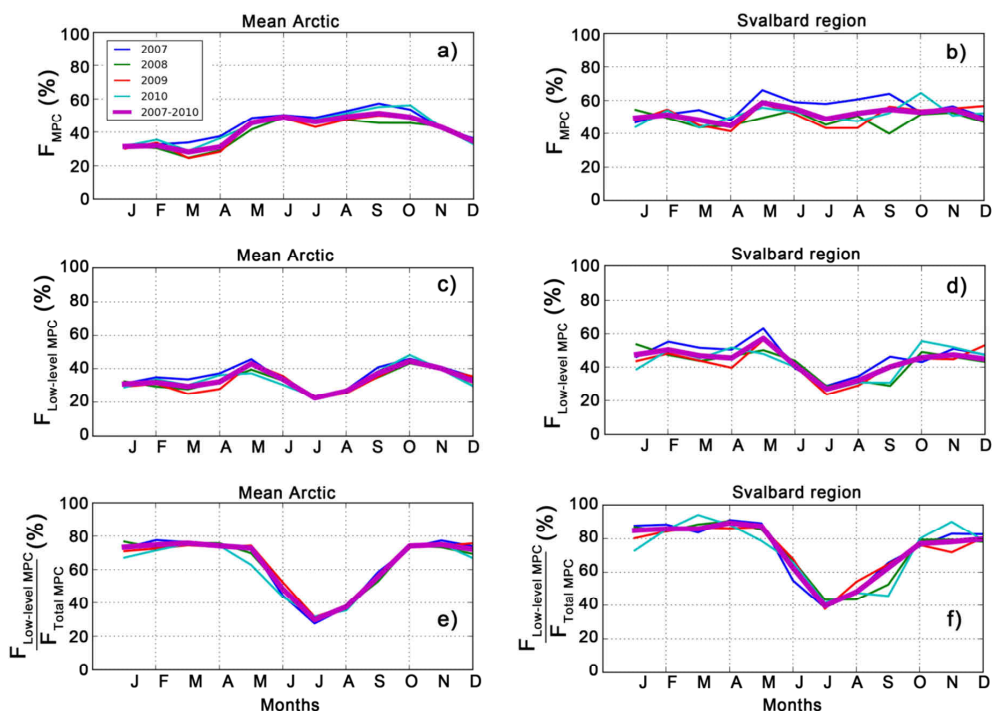 Mean Arctic
Svalbard region
a)
b)
F_MPC (%)
100
80
60
40
20
0
2007
2008
2009
2010
2007-2010
J F M A M J J A S O N D
F_MPC (%)
100
80
60
40
20
0
J F M A M J J A S O N D
Mean Arctic
Svalbard region
c)
d)
F_Low-level MPC (%)
100
80
60
40
20
0
J F M A M J J A S O N D
F_Low-level MPC (%)
100
80
60
40
20
0
J F M A M J J A S O N D
Mean Arctic
Svalbard region
e)
f)
F_Low-level MPC
F_Total MPC
(%)
100
80
60
40
20
0
J F M A M J J A S O N D
Months
F_Low-level MPC
F_Total MPC
(%)
100
80
60
40
20
0
J F M A M J J A S O N D
Months